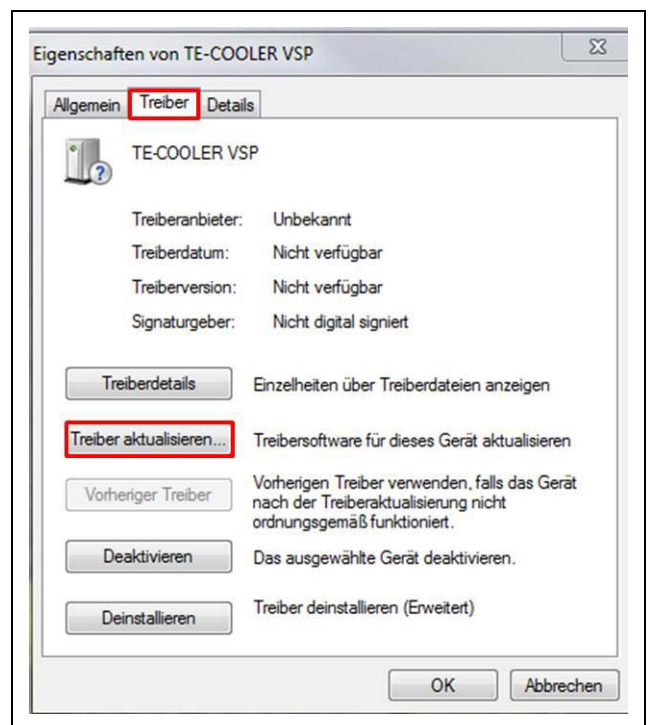 Eigenschaften von TE-COOLER VSP
Allgemein Treiber Details
TE-COOLER VSP
Treiberanbieter: Unbekannt
Treiberdatum: Nicht verfügbar
Treiberversion: Nicht verfügbar
Signaturgeber: Nicht digital signiert
Treiberdetails Einzelheiten über Treiberdateien anzeigen
Treiber aktualisieren... Treibersoftware für dieses Gerät aktualisieren
Vorheriger Treiber Vorherigen Treiber verwenden, falls das Gerät
nach der Treiberaktualisierung nicht
ordnungsgemäß funktioniert.
Deaktivieren Das ausgewählte Gerät deaktivieren.
Deinstallieren Treiber deinstallieren (Erweitert)
OK Abbrechen